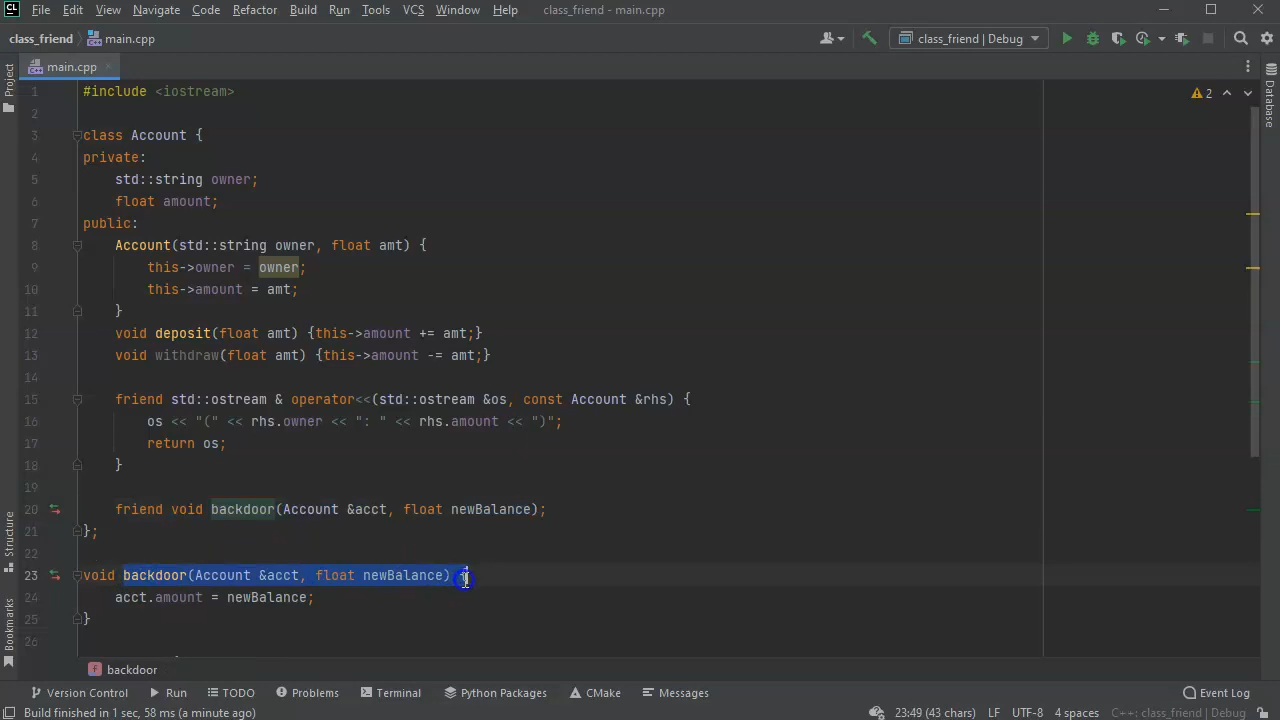 CL File Edit View Navigate Code Refactor Build Run Tools VCS Window Help class_friend - main.cpp
class_friend main.cpp class_friend | Debug
main.cpp
Project
Database
2
1 #include <iostream>
2
3 class Account {
4 private:
5 std::string owner;
6 float amount;
7 public:
8 Account(std::string owner, float amt) {
9 this->owner = owner;
10 this->amount = amt;
11 }
12 void deposit(float amt) {this->amount += amt;}
13 void withdraw(float amt) {this->amount -= amt;}
14
15 friend std::ostream & operator<<(std::ostream &os, const Account &rhs) {
16 os << "(" << rhs.owner << ": " << rhs.amount << ")";
17 return os;
18 }
19
20 friend void backdoor(Account &acct, float newBalance);
21 };
22
23 void backdoor(Account &acct, float newBalance) {
24 acct.amount = newBalance;
25 }
26
Structure
Bookmarks
f backdoor
Version Control Run TODO Problems Terminal Python Packages CMake Messages Event Log
Build finished in 1 sec, 58 ms (a minute ago) 23:49 (43 chars) LF UTF-8 4 spaces C++: class_friend | Debug